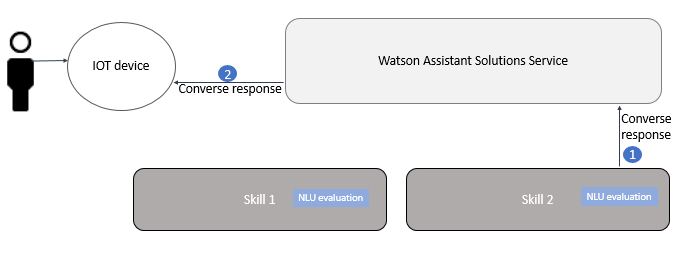 IOT device
Watson Assistant Solutions Service
2
Converse response
Converse
response
1
Skill 1
NLU evaluation
Skill 2
NLU evaluation